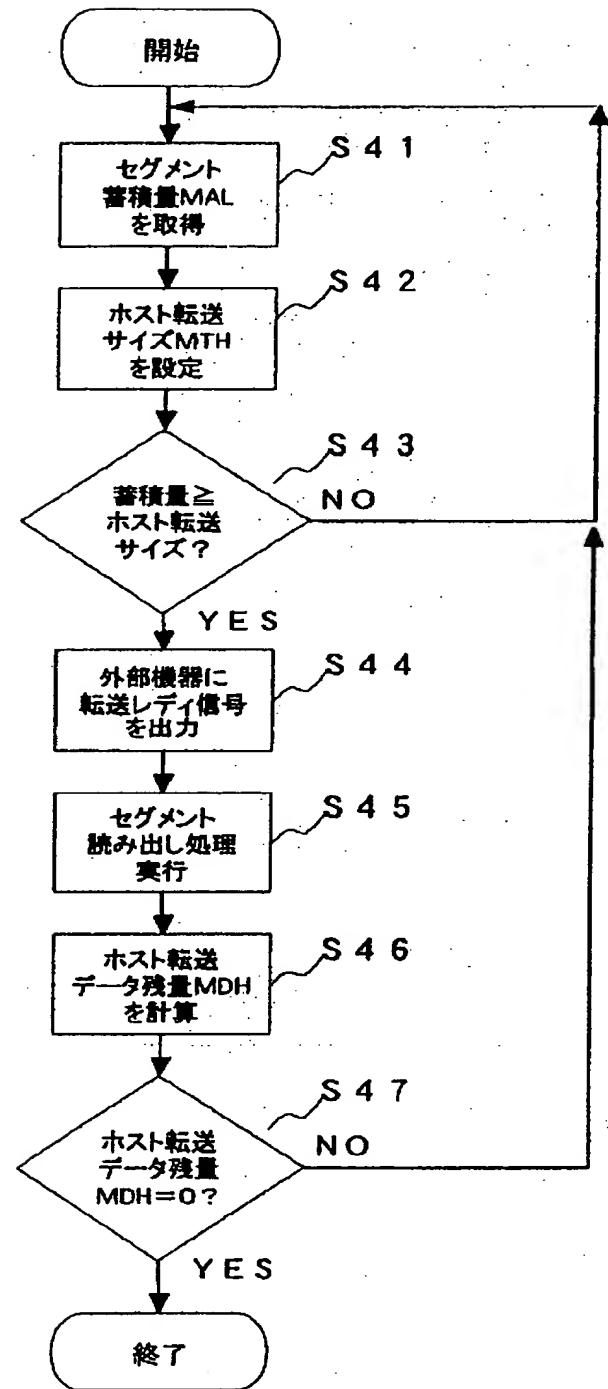 開始
S41
セグメント
蓄積量MAL
を取得
S42
ホスト転送
サイズMTH
を設定
S43
蓄積量≧
ホスト転送
サイズ？
NO
YES
S44
外部機器に
転送レディ信号
を出力
S45
セグメント
読み出し処理
実行
S46
ホスト転送
データ残量MDH
を計算
S47
ホスト転送
データ残量
MDH=0？
NO
YES
終了